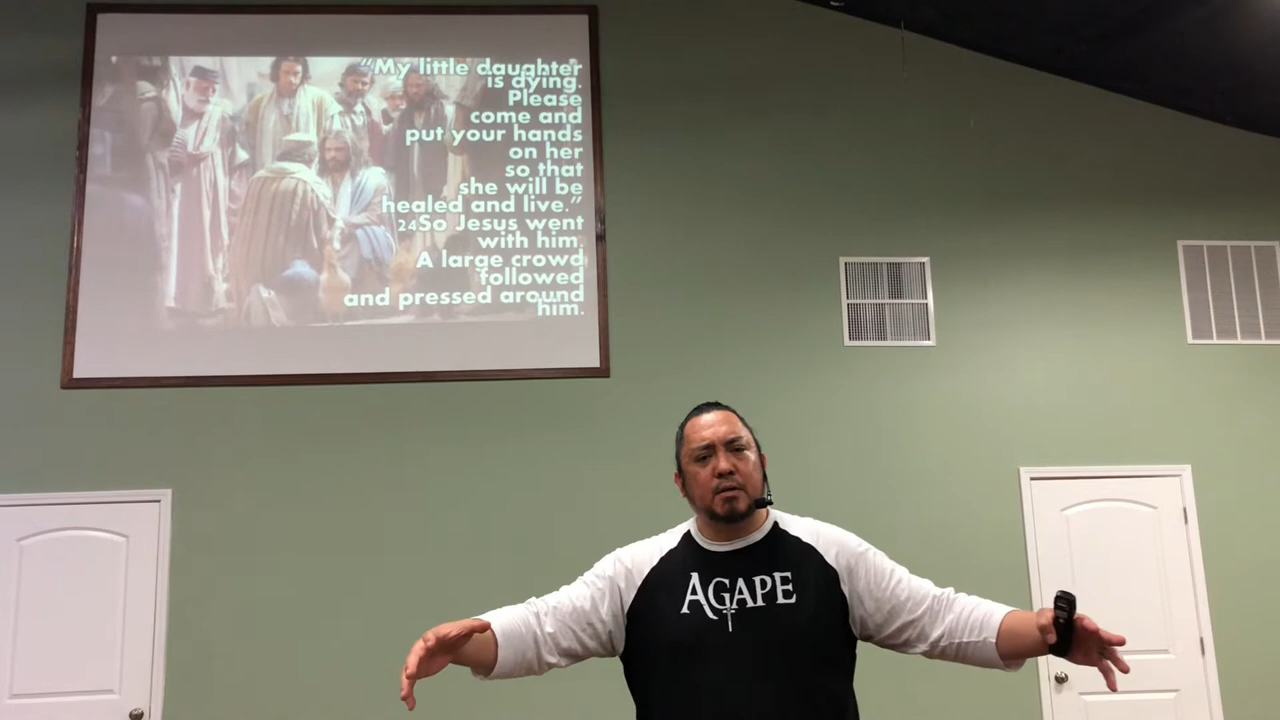 “My little daughter
is dying.
Please
come and
put your hands
on her
so that
she will be
healed and live.”
24So Jesus went
with him.
A large crowd
followed
and pressed around
him.
AGAPE